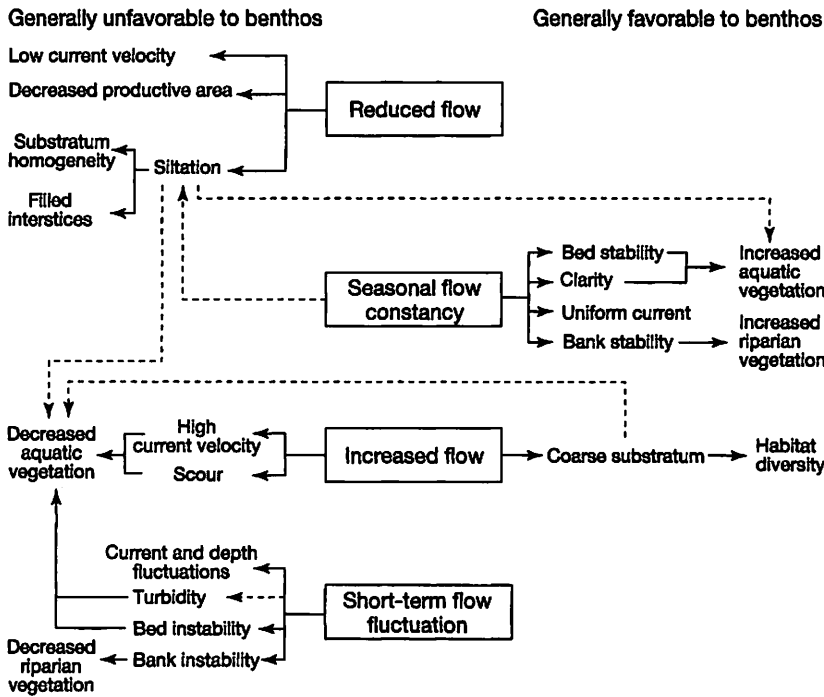 Generally unfavorable to benthos
Generally favorable to benthos
Low current velocity
Decreased productive area
Reduced flow
Substratum
homogeneity
Siltation
Filled
interstices
Seasonal flow
constancy
Bed stability
Clarity
Uniform current
Bank stability
Increased
aquatic
vegetation
Increased
riparian
vegetation
Decreased
aquatic
vegetation
High
current velocity
Scour
Increased flow
Coarse substratum
Habitat
diversity
Current and depth
fluctuations
Turbidity
Bed instability
Bank instability
Decreased
riparian
vegetation
Short-term flow
fluctuation